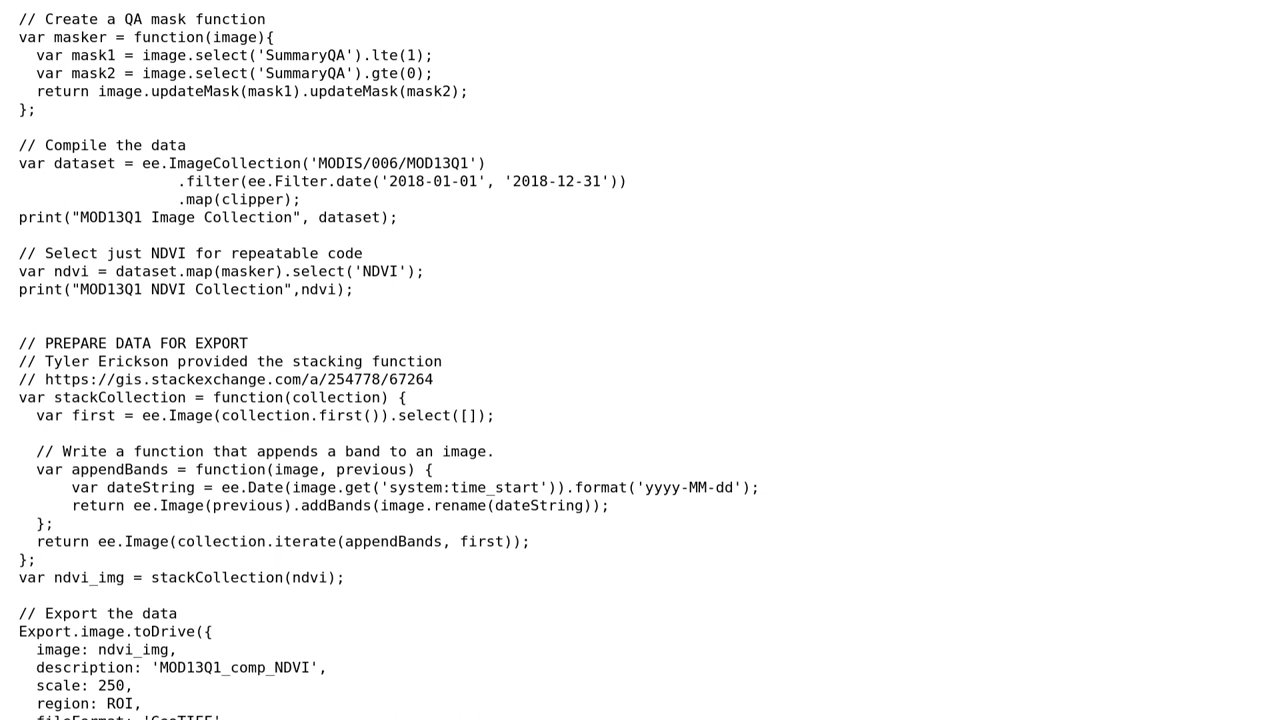 // Create a QA mask function
var masker = function(image){
  var mask1 = image.select('SummaryQA').lte(1);
  var mask2 = image.select('SummaryQA').gte(0);
  return image.updateMask(mask1).updateMask(mask2);
};

// Compile the data
var dataset = ee.ImageCollection('MODIS/006/MOD13Q1')
                  .filter(ee.Filter.date('2018-01-01', '2018-12-31'))
                  .map(clipper);
print("MOD13Q1 Image Collection", dataset);

// Select just NDVI for repeatable code
var ndvi = dataset.map(masker).select('NDVI');
print("MOD13Q1 NDVI Collection",ndvi);


// PREPARE DATA FOR EXPORT
// Tyler Erickson provided the stacking function
// https://gis.stackexchange.com/a/254778/67264
var stackCollection = function(collection) {
  var first = ee.Image(collection.first()).select([]);

  // Write a function that appends a band to an image.
  var appendBands = function(image, previous) {
      var dateString = ee.Date(image.get('system:time_start')).format('yyyy-MM-dd');
      return ee.Image(previous).addBands(image.rename(dateString));
  };
  return ee.Image(collection.iterate(appendBands, first));
};
var ndvi_img = stackCollection(ndvi);

// Export the data
Export.image.toDrive({
  image: ndvi_img,
  description: 'MOD13Q1_comp_NDVI',
  scale: 250,
  region: ROI,
  fileFormat: 'GeoTIFF'